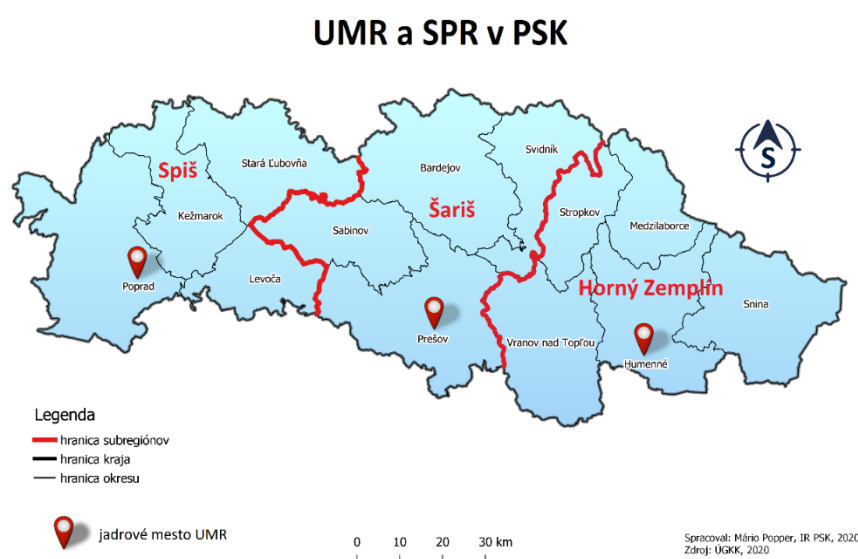 UMR a SPR v PSK
Svidník
Stará Ľubovňa
Bardejov
Spiš
S
Kežmarok
Šariš
Stropkov
Sabinov
Medzilaborce
Levoča
Poprad
Horný Zemplín
Snina
Prešov
Vranov nad Topľou
Humenné
Legenda
hranica subregiónov
hranica kraja
hranica okresu
jadrové mesto UMR
0 10 20 30 km
Spracoval: Mário Popper, IR PSK, 2020
Zdroj: ÚGKK, 2020